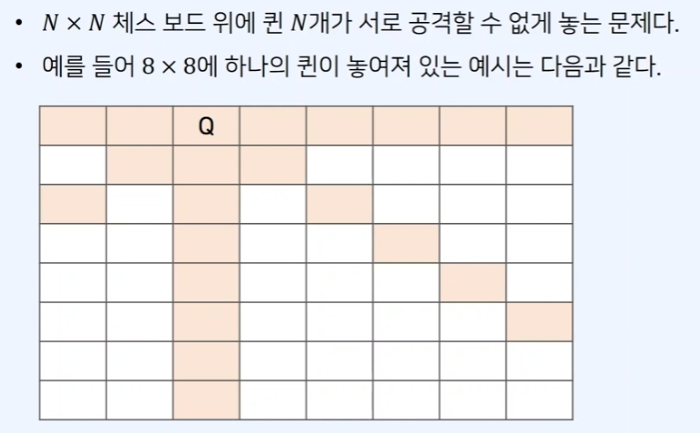 • N × N 체스 보드 위에 퀸 N개가 서로 공격할 수 없게 놓는 문제다.
• 예를 들어 8 × 8에 하나의 퀸이 놓여져 있는 예시는 다음과 같다.
Q